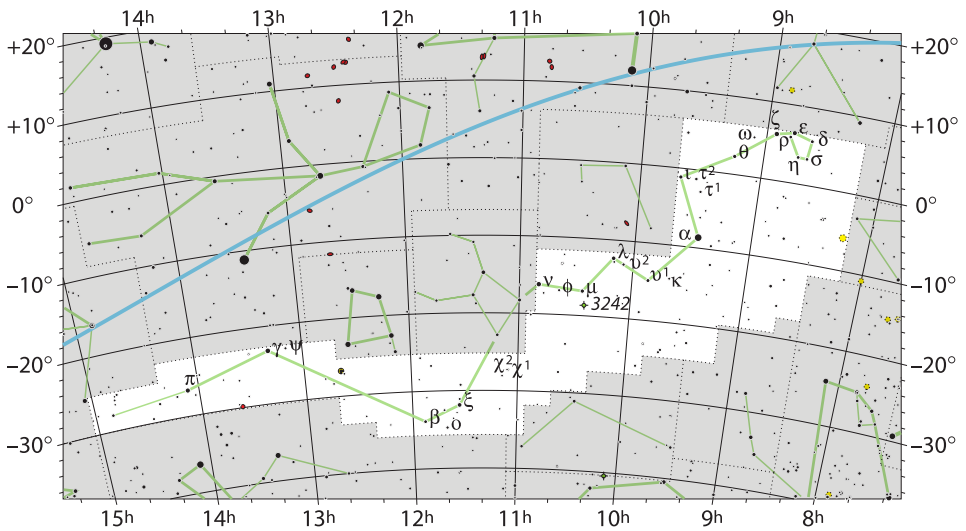 14h 13h 12h 11h 10h 9h
+20° +20°
+10° +10°
0° 0°
−10° −10°
−20° −20°
−30° −30°
ζ ε δ
ω ρ
θ η σ
ι τ² τ¹
α
λ υ² υ¹ κ
ν φ μ
3242
χ² χ¹
γ ψ
π
ξ
β ο
15h 14h 13h 12h 11h 10h 9h 8h